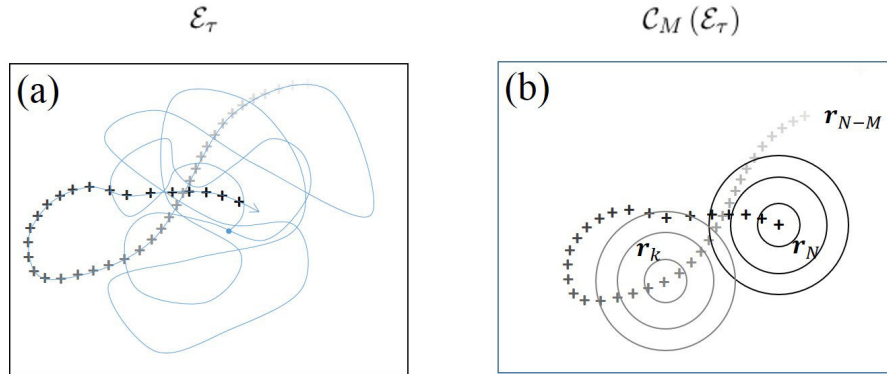 ℰ_τ
𝒞_M (ℰ_τ)
(a)
(b)
r_{N−M}
r_k
r_N